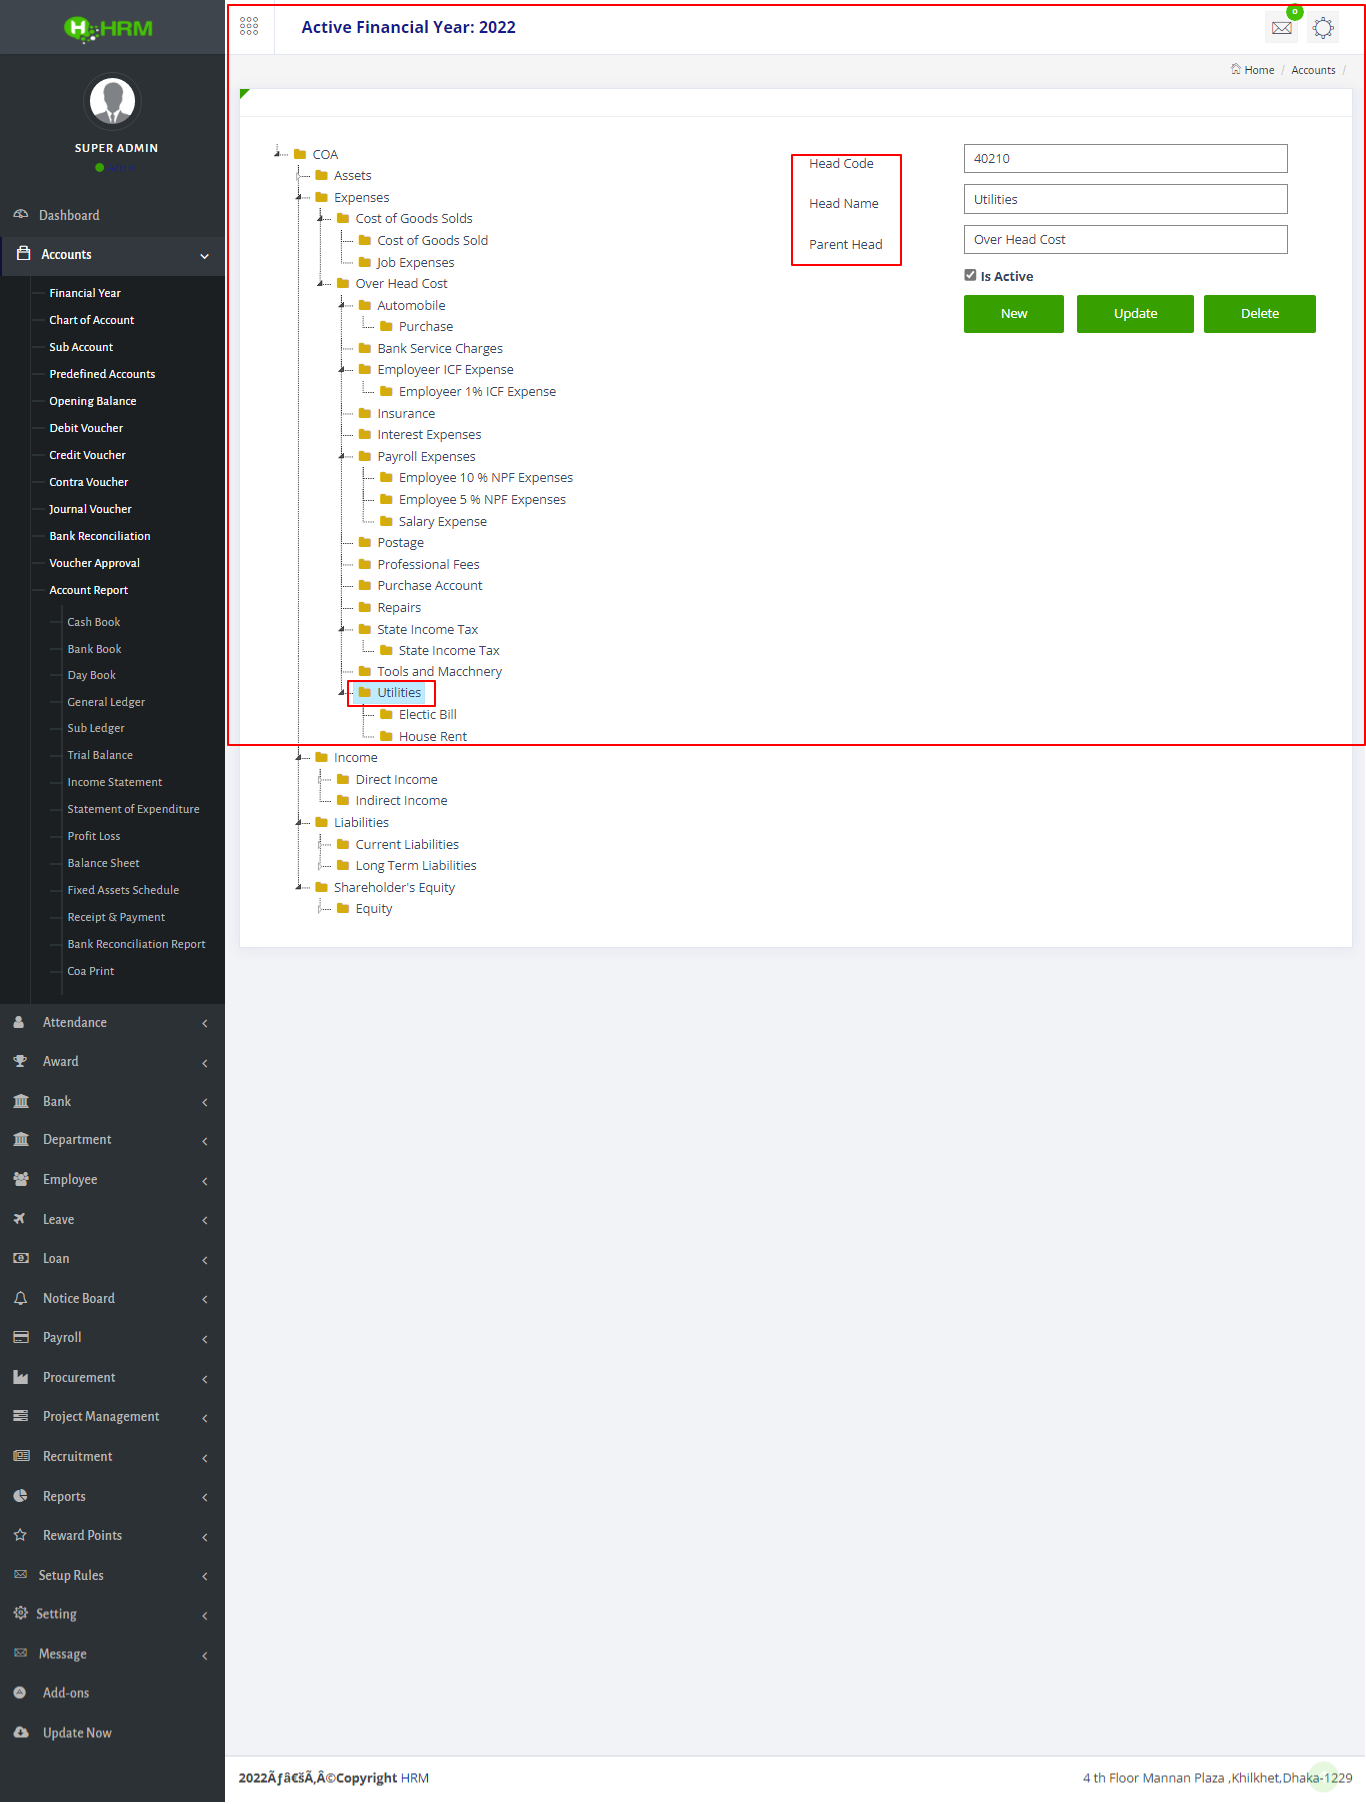 HRM
SUPER ADMIN
Dashboard
Accounts
Financial Year
Chart of Account
Sub Account
Predefined Accounts
Opening Balance
Debit Voucher
Credit Voucher
Contra Voucher
Journal Voucher
Bank Reconciliation
Voucher Approval
Account Report
Cash Book
Bank Book
Day Book
General Ledger
Sub Ledger
Trial Balance
Income Statement
Statement of Expenditure
Profit Loss
Balance Sheet
Fixed Assets Schedule
Receipt & Payment
Bank Reconciliation Report
Coa Print
Attendance
Award
Bank
Department
Employee
Leave
Loan
Notice Board
Payroll
Procurement
Project Management
Recruitment
Reports
Reward Points
Setup Rules
Setting
Message
Add-ons
Update Now
Active Financial Year: 2022
0
Home / Accounts /
COA
Assets
Expenses
Cost of Goods Solds
Cost of Goods Sold
Job Expenses
Over Head Cost
Automobile
Purchase
Bank Service Charges
Employeer ICF Expense
Employeer 1% ICF Expense
Insurance
Interest Expenses
Payroll Expenses
Employee 10 % NPF Expenses
Employee 5 % NPF Expenses
Salary Expense
Postage
Professional Fees
Purchase Account
Repairs
State Income Tax
State Income Tax
Tools and Macchnery
Utilities
Electic Bill
House Rent
Income
Direct Income
Indirect Income
Liabilities
Current Liabilities
Long Term Liabilities
Shareholder's Equity
Equity
Head Code 40210
Head Name Utilities
Parent Head Over Head Cost
Is Active
New Update Delete
2022Ãƒâ€šÃ‚Â©Copyright HRM
4 th Floor Mannan Plaza ,Khilkhet,Dhaka-1229